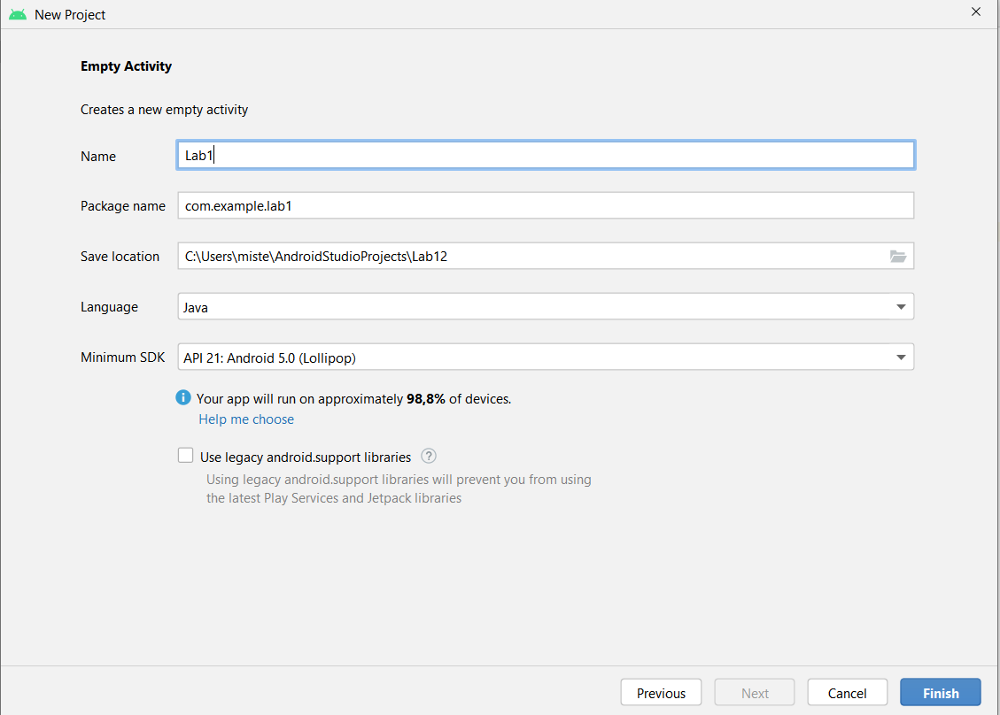 New Project
Empty Activity
Creates a new empty activity
Name Lab1
Package name com.example.lab1
Save location C:\Users\miste\AndroidStudioProjects\Lab12
Language Java
Minimum SDK API 21: Android 5.0 (Lollipop)
Your app will run on approximately 98,8% of devices.
Help me choose
Use legacy android.support libraries ?
Using legacy android.support libraries will prevent you from using
the latest Play Services and Jetpack libraries
Previous Next Cancel Finish